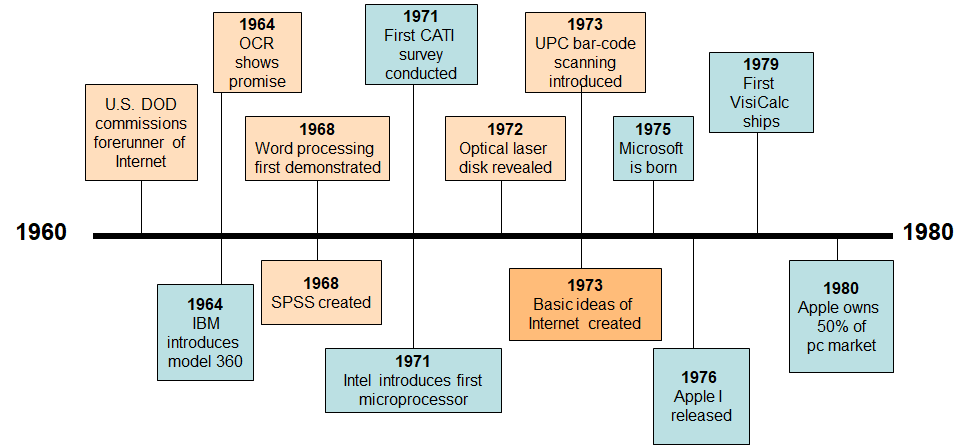 1960
U.S. DOD
commissions
forerunner of
Internet
1964
OCR
shows
promise
1968
Word processing
first demonstrated
1971
First CATI
survey
conducted
1972
Optical laser
disk revealed
1973
UPC bar-code
scanning
introduced
1975
Microsoft
is born
1979
First
VisiCalc
ships
1980
1964
IBM
introduces
model 360
1968
SPSS created
1971
Intel introduces first
microprocessor
1973
Basic ideas of
Internet created
1976
Apple I
released
1980
Apple owns
50% of
pc market